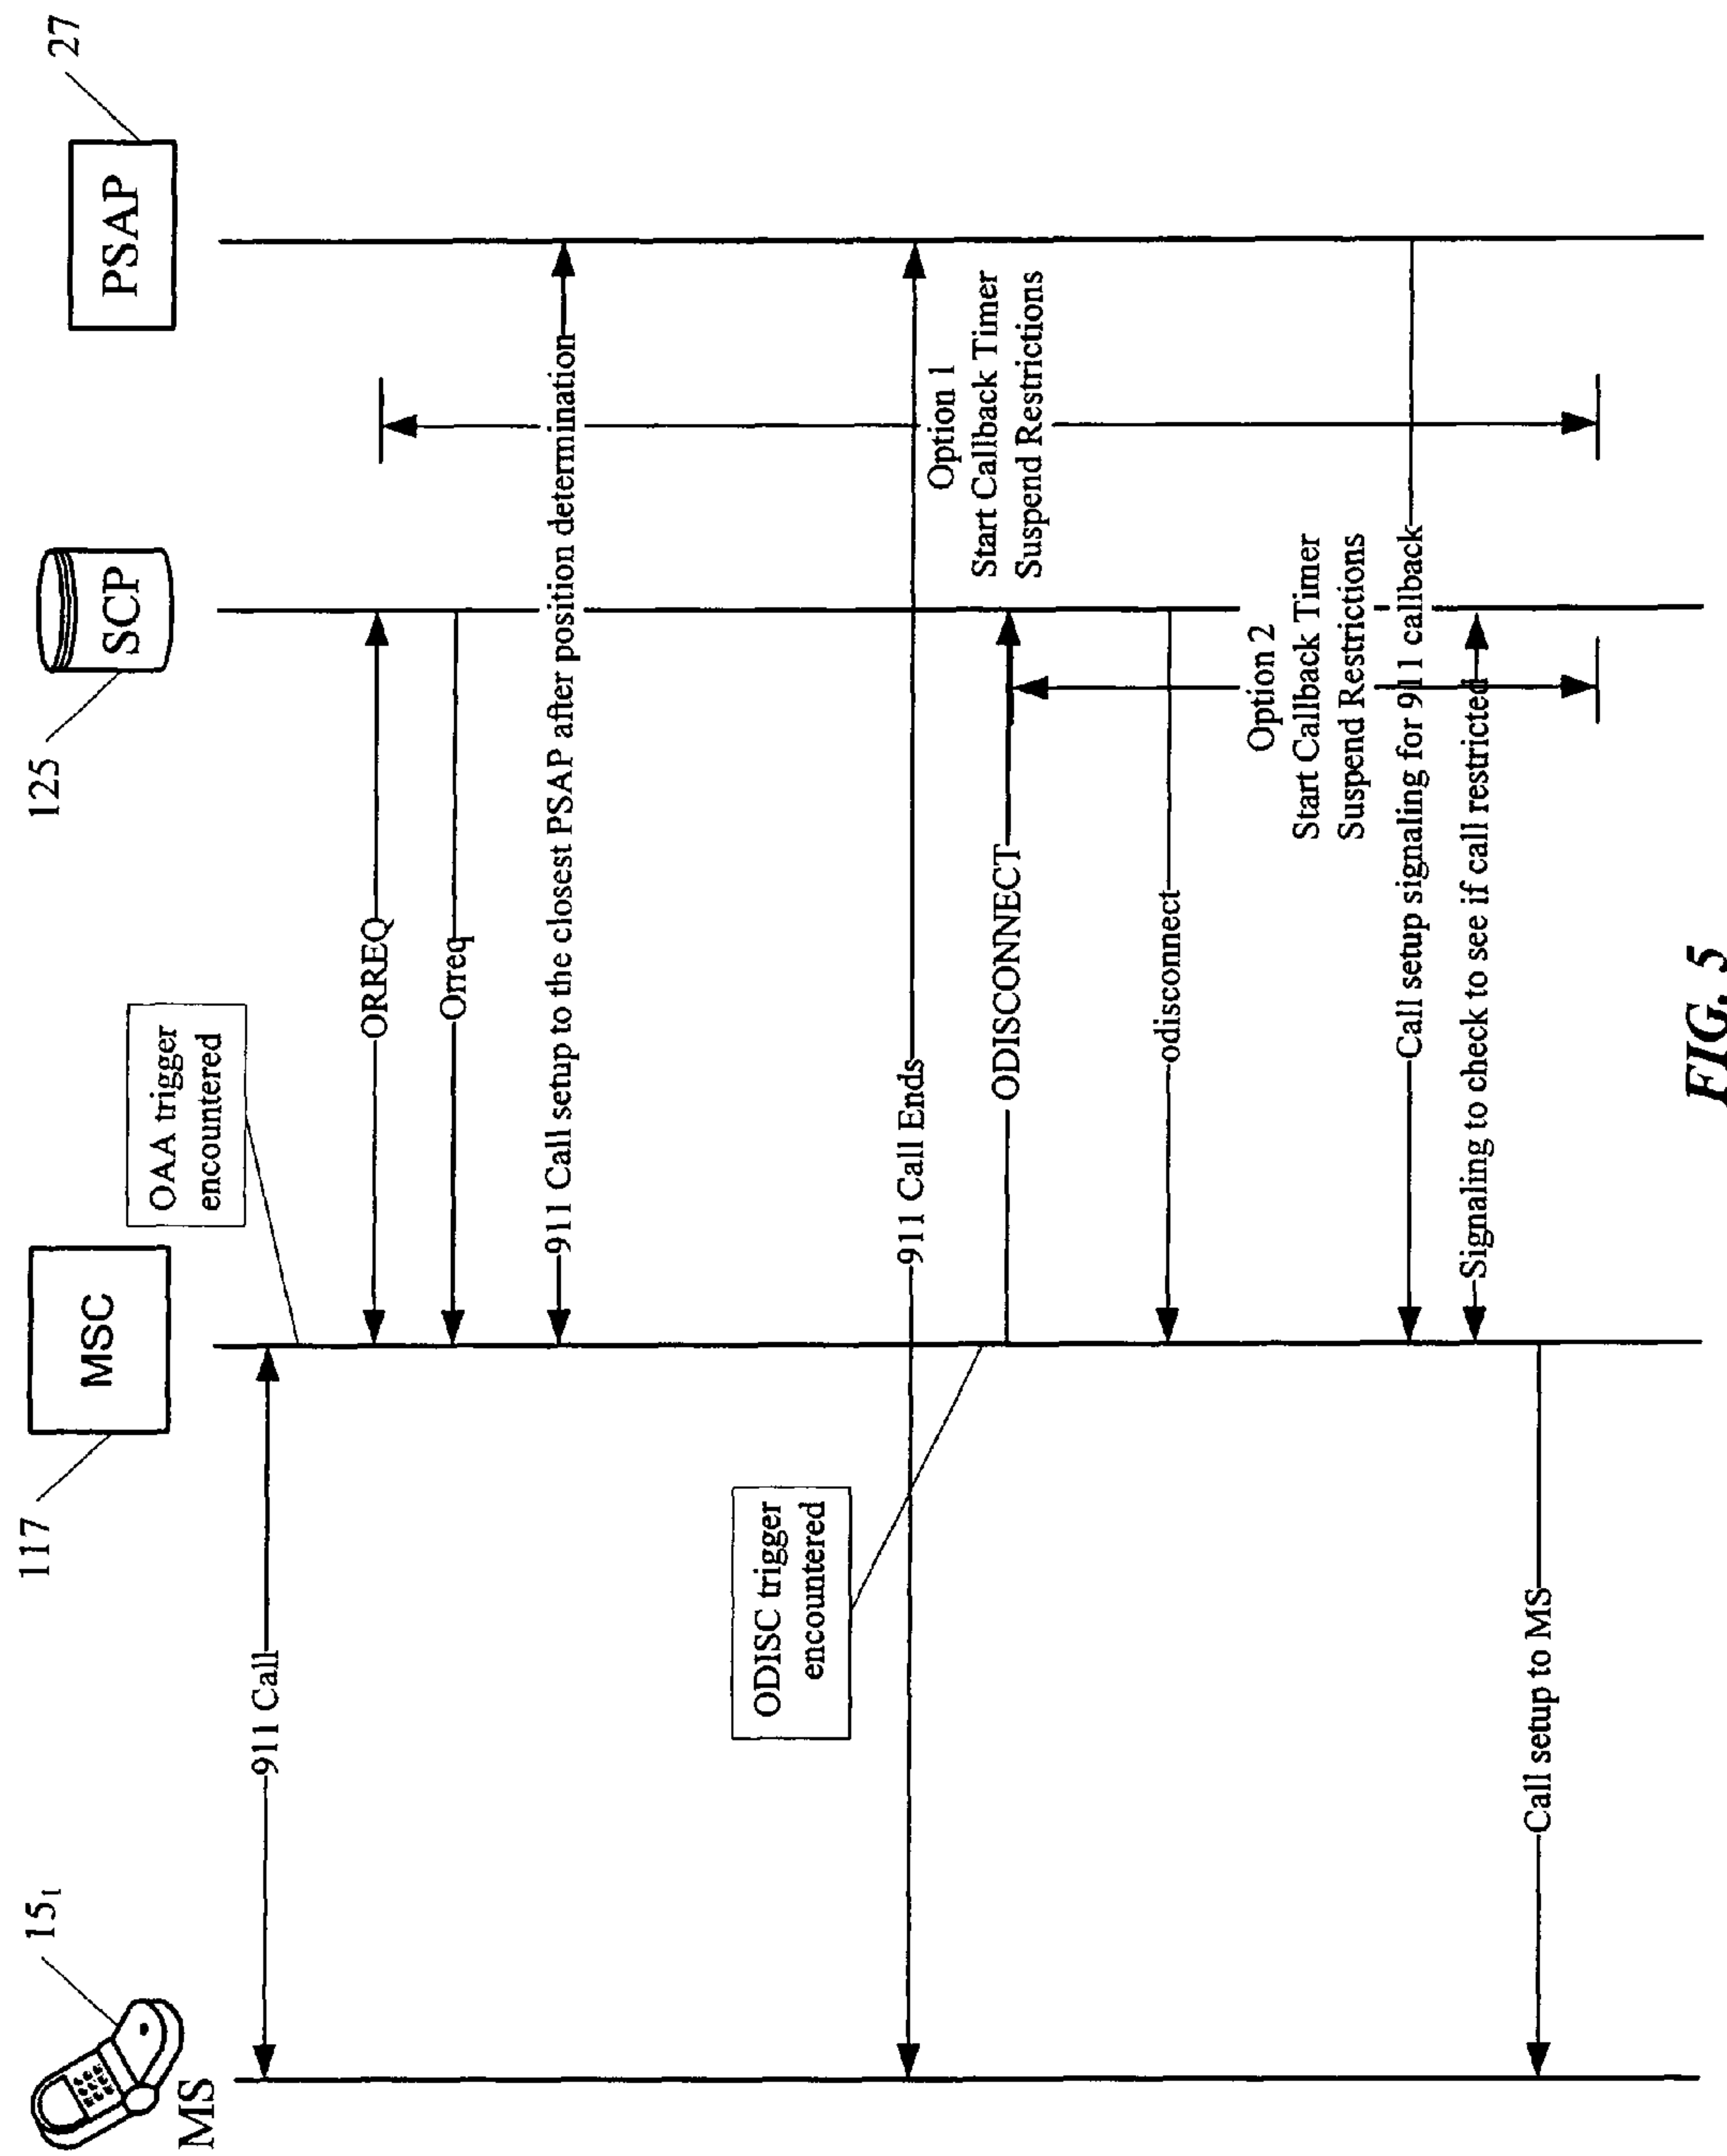 15₁
MS
117
MSC
125
SCP
PSAP
27
911 Call
OAA trigger
encountered
ORREQ
Orreq
911 Call setup to the closest PSAP after position determination
911 Call Ends
Option 1
Start Callback Timer
Suspend Restrictions
ODISC trigger
encountered
ODISCONNECT
odisconnect
Option 2
Start Callback Timer
Suspend Restrictions
Call setup signaling for 911 callback
Signaling to check to see if call restricted
Call setup to MS
FIG. 5